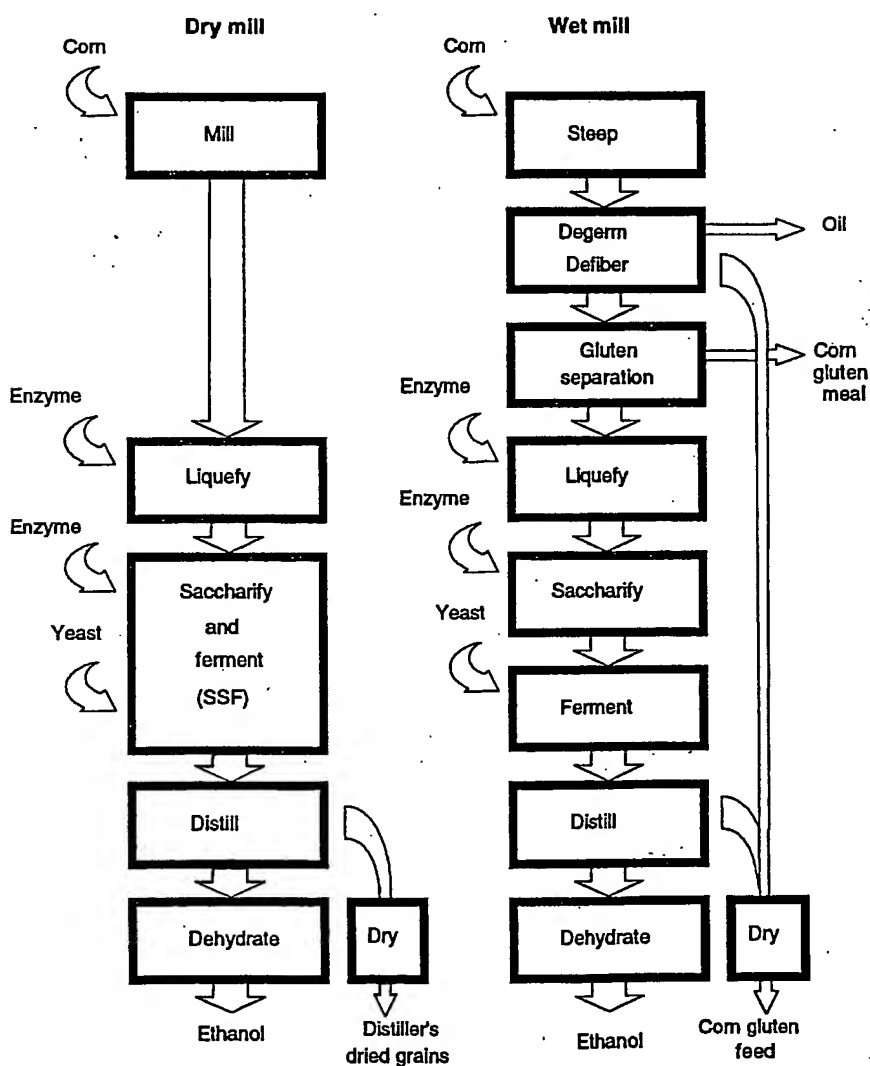 Dry mill
Corn
Mill
Enzyme
Liquefy
Enzyme
Saccharify
and
ferment
(SSF)
Yeast
Distill
Dehydrate
Dry
Ethanol
Distiller's
dried grains
Wet mill
Corn
Steep
Degerm
Defiber
Oil
Gluten
separation
Corn
gluten
meal
Enzyme
Liquefy
Enzyme
Saccharify
Yeast
Ferment
Distill
Dehydrate
Dry
Ethanol
Corn gluten
feed